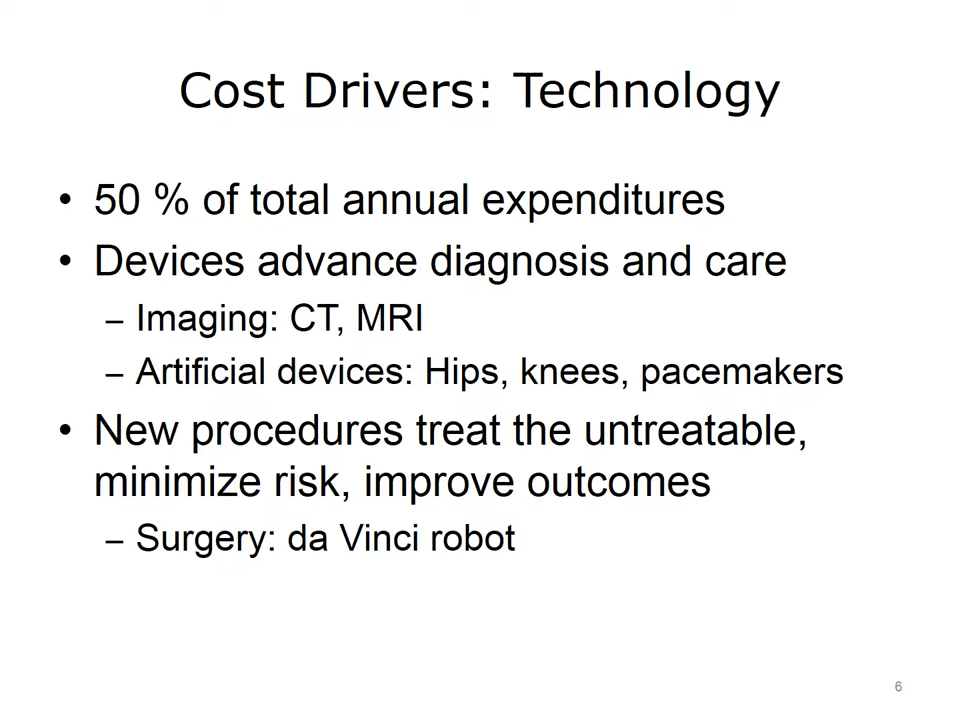 Cost Drivers: Technology
• 50 % of total annual expenditures
• Devices advance diagnosis and care
– Imaging: CT, MRI
– Artificial devices: Hips, knees, pacemakers
• New procedures treat the untreatable,
minimize risk, improve outcomes
– Surgery: da Vinci robot
6